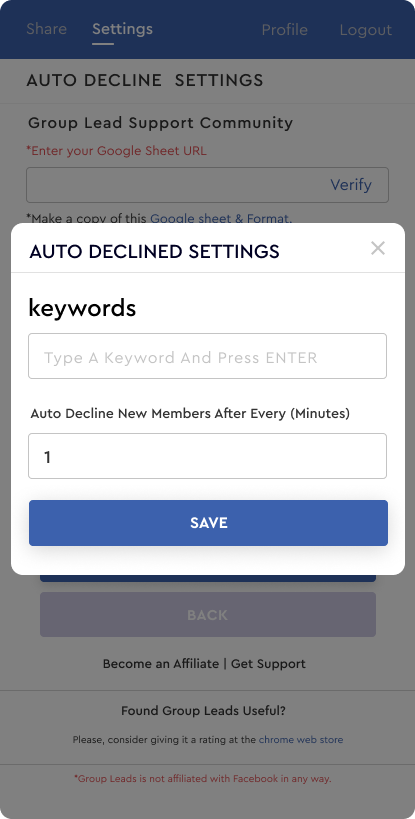 Share Settings Profile Logout
AUTO DECLINE SETTINGS
Group Lead Support Community
*Enter your Google Sheet URL
Verify
*Make a copy of this Google sheet & Format.
AUTO DECLINED SETTINGS
keywords
Type A Keyword And Press ENTER
Auto Decline New Members After Every (Minutes)
1
SAVE
BACK
Become an Affiliate | Get Support
Found Group Leads Useful?
Please, consider giving it a rating at the chrome web store
*Group Leads is not affiliated with Facebook in any way.